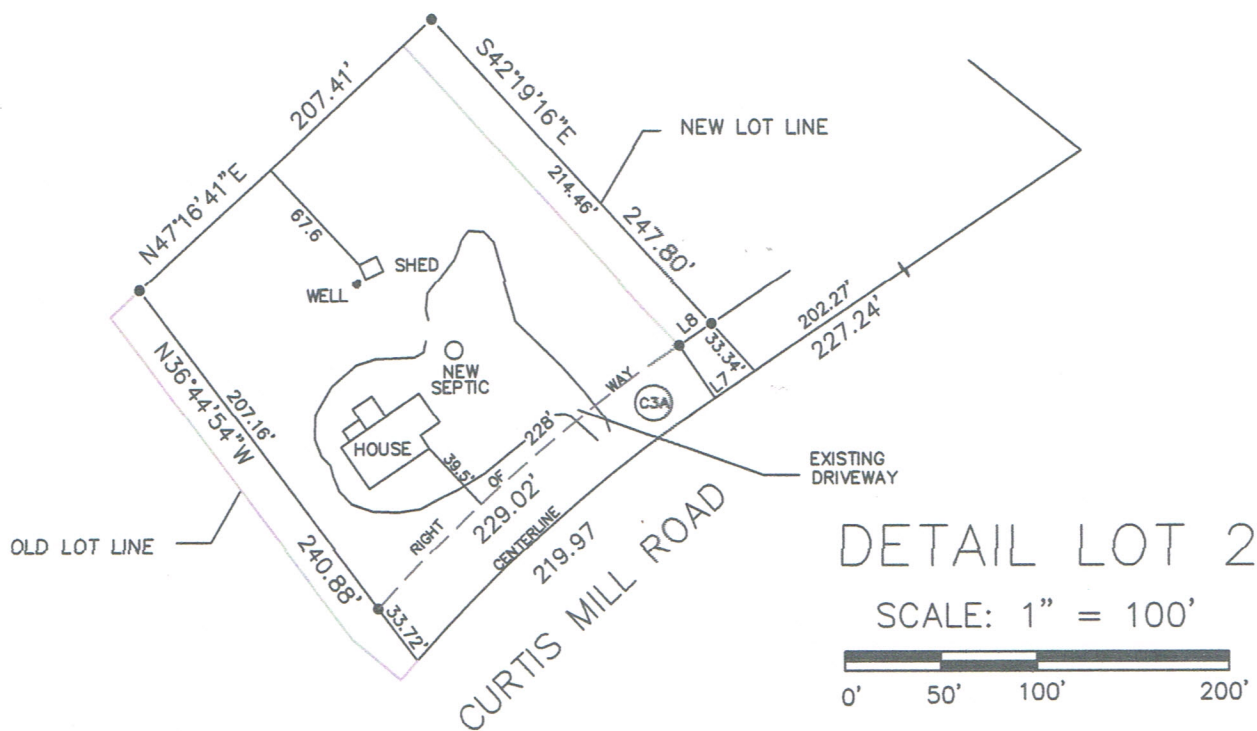 207.41'
N47°16'41"E
S42°19'16"E
247.80'
214.46'
NEW LOT LINE
67.6
SHED
WELL
NEW
SEPTIC
HOUSE
39.5'
N36°44'54"W
207.16'
240.88'
33.72'
OLD LOT LINE
RIGHT OF WAY
228'
229.02'
CENTERLINE
219.97
L8
33.34'
L7
C3A
202.27'
227.24'
EXISTING
DRIVEWAY
CURTIS MILL ROAD
DETAIL LOT 2
SCALE: 1" = 100'
0' 50' 100' 200'